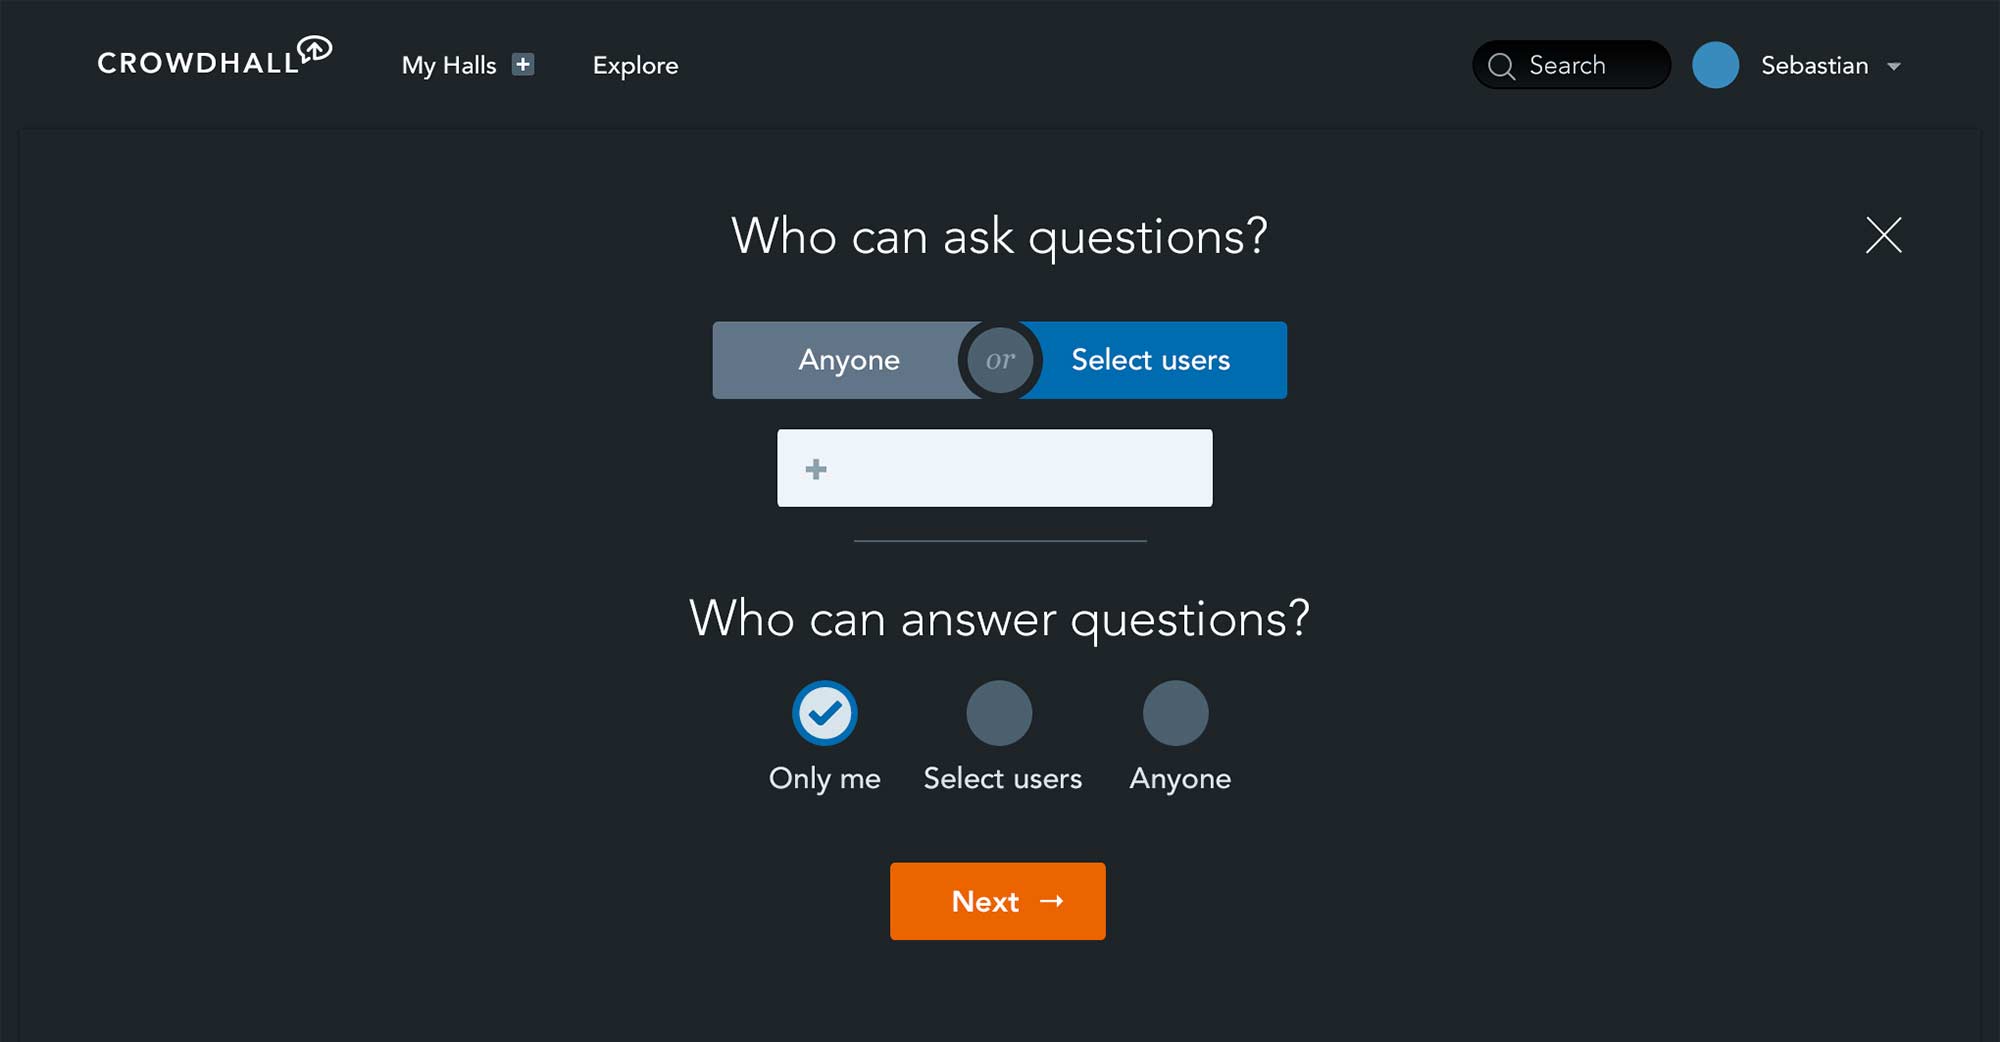 CROWDHALL
My Halls +
Explore
Search
Sebastian
Who can ask questions?
Anyone or Select users
+
Who can answer questions?
Only me
Select users
Anyone
Next →